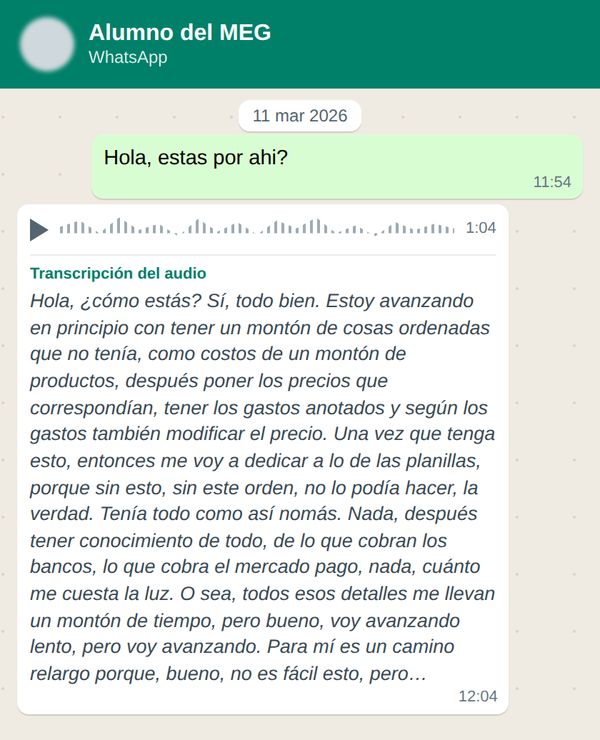 Alumno del MEG
WhatsApp
11 mar 2026
Hola, estas por ahi?
11:54
1:04
Transcripción del audio
Hola, ¿cómo estás? Sí, todo bien. Estoy avanzando
en principio con tener un montón de cosas ordenadas
que no tenía, como costos de un montón de
productos, después poner los precios que
correspondían, tener los gastos anotados y según los
gastos también modificar el precio. Una vez que tenga
esto, entonces me voy a dedicar a lo de las planillas,
porque sin esto, sin este orden, no lo podía hacer, la
verdad. Tenía todo como así nomás. Nada, después
tener conocimiento de todo, de lo que cobran los
bancos, lo que cobra el mercado pago, nada, cuánto
me cuesta la luz. O sea, todos esos detalles me llevan
un montón de tiempo, pero bueno, voy avanzando
lento, pero voy avanzando. Para mí es un camino
relargo porque, bueno, no es fácil esto, pero…
12:04